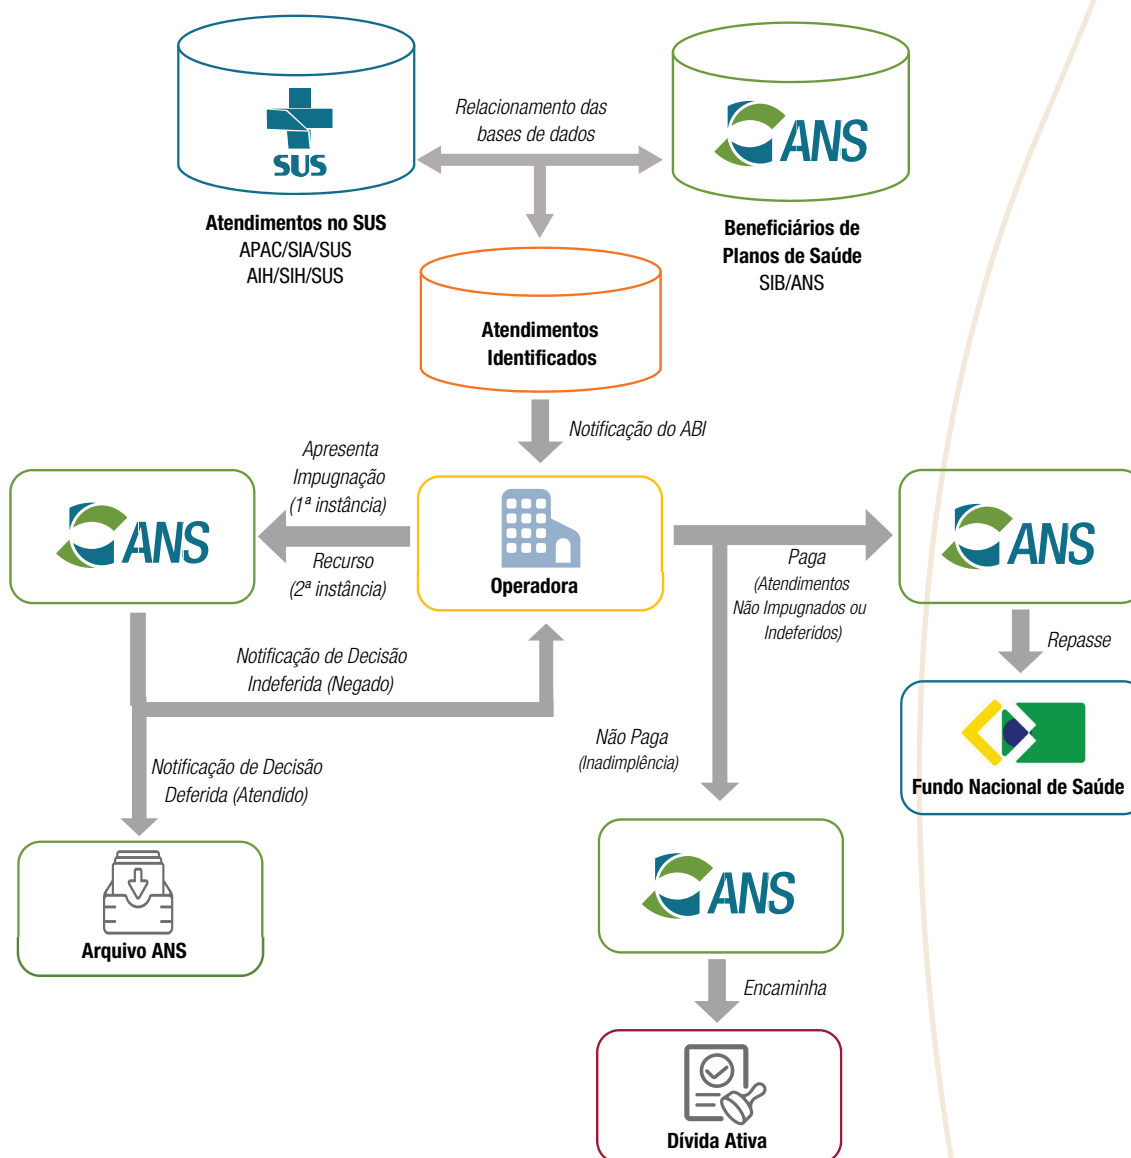 SUS
Relacionamento das
bases de dados
ANS
Atendimentos no SUS
APAC/SIA/SUS
AIH/SIH/SUS
Beneficiários de
Planos de Saúde
SIB/ANS
Atendimentos
Identificados
Notificação do ABI
Apresenta
Impugnação
(1ª instância)
Recurso
(2ª instância)
ANS
Operadora
Paga
(Atendimentos
Não Impugnados ou
Indeferidos)
ANS
Repasse
Fundo Nacional de Saúde
Notificação de Decisão
Indeferida (Negado)
Notificação de Decisão
Deferida (Atendido)
Não Paga
(Inadimplência)
Arquivo ANS
ANS
Encaminha
Dívida Ativa